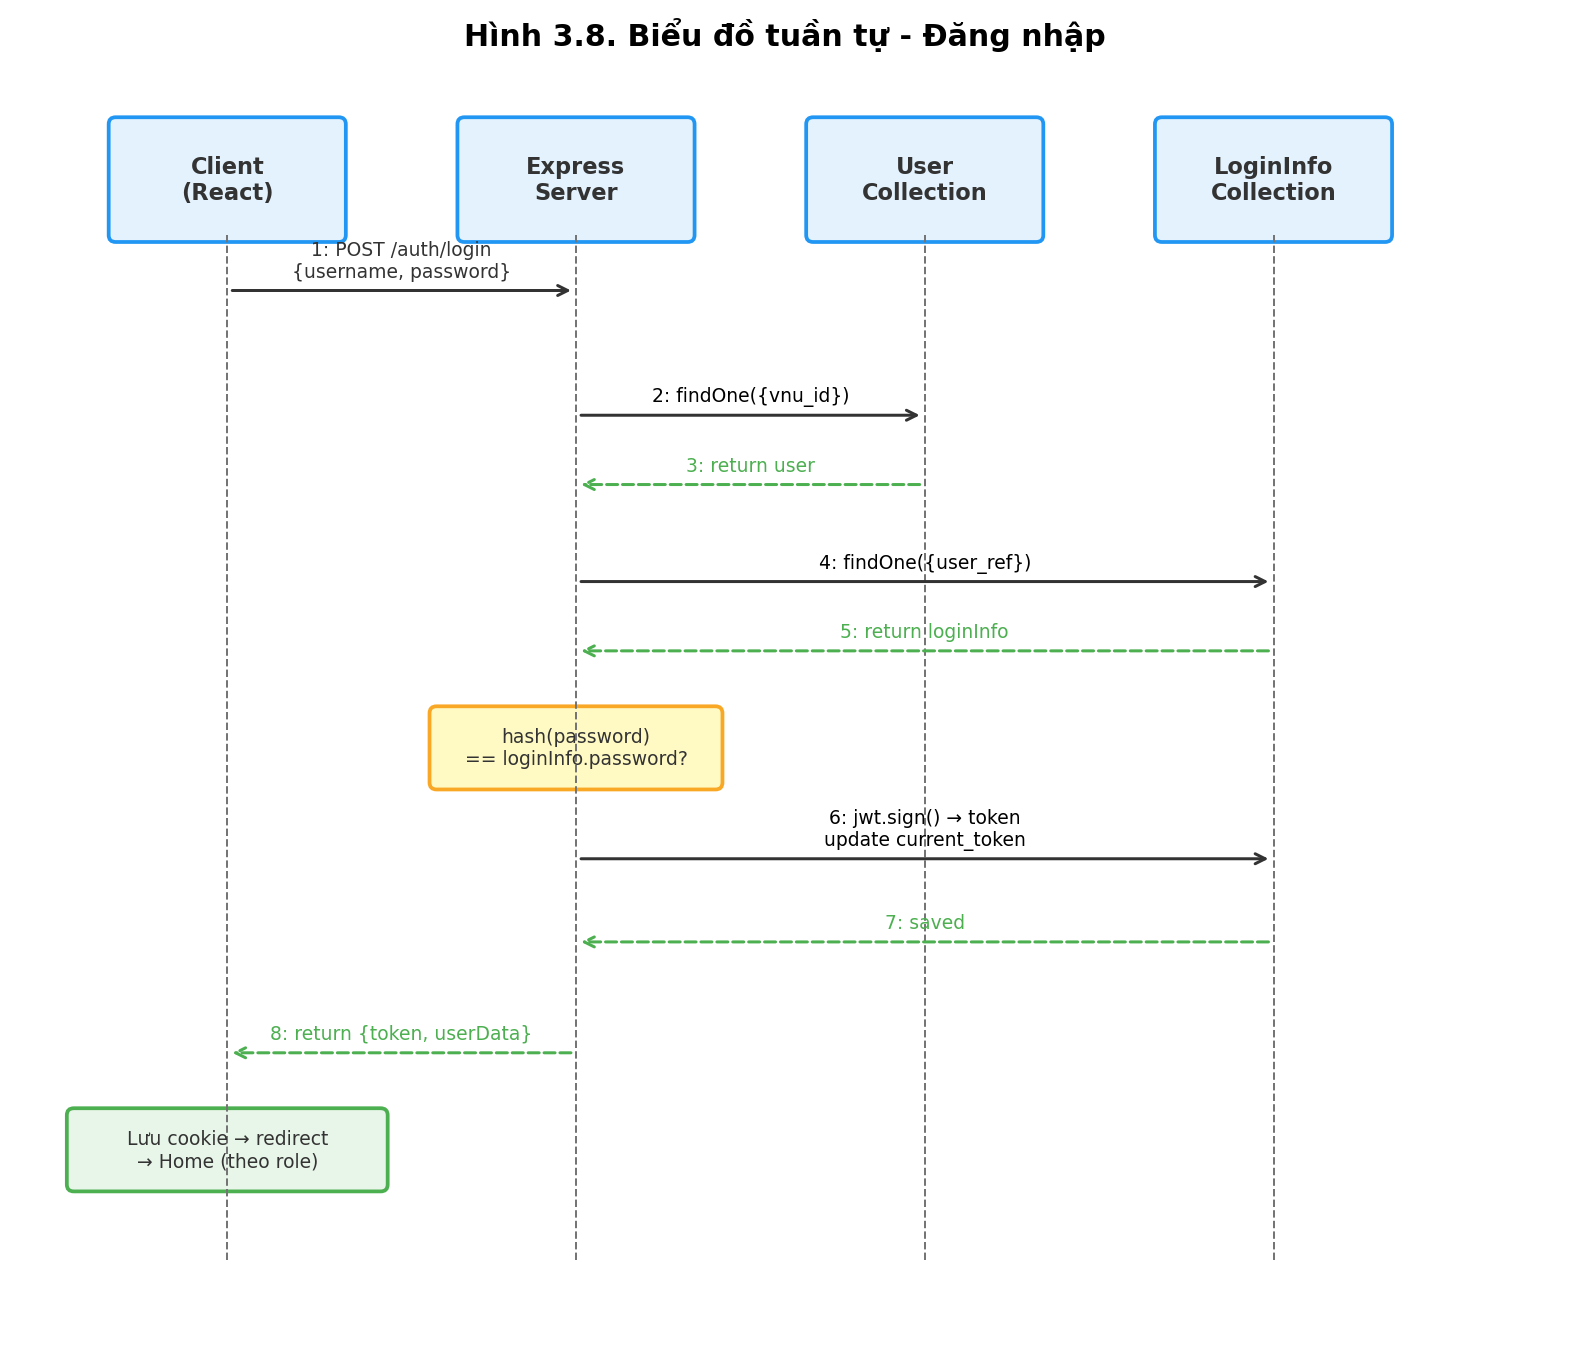 Hình 3.8. Biểu đồ tuần tự - Đăng nhập
Client
(React)
Express
Server
User
Collection
LoginInfo
Collection
1: POST /auth/login
{username, password}
2: findOne({vnu_id})
3: return user
4: findOne({user_ref})
5: return loginInfo
hash(password)
== loginInfo.password?
6: jwt.sign() → token
update current_token
7: saved
8: return {token, userData}
Lưu cookie → redirect
→ Home (theo role)